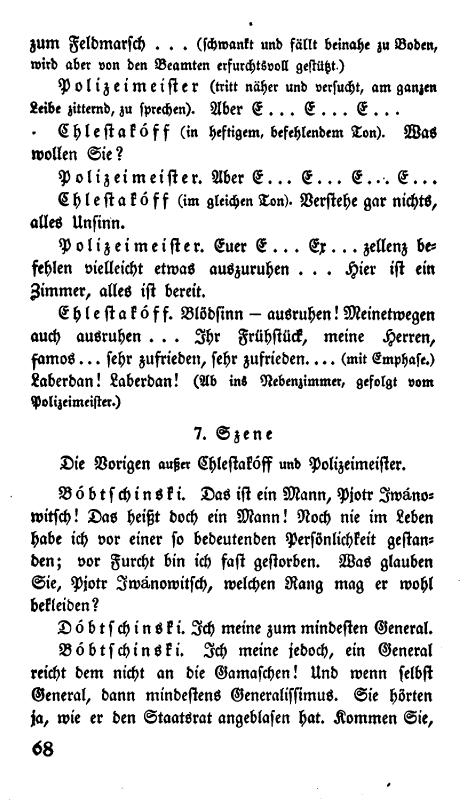 zum Feldmarsch . . . (schwankt und fällt beinahe zu Boden,
wird aber von den Beamten erfurchtsvoll gestützt.)
Polizeimeister (tritt näher und versucht, am ganzen
Leibe zitternd, zu sprechen). Aber E . . . E . . . E . . .
Chlestakóff (in heftigem, befehlendem Ton). Was
wollen Sie?
Polizeimeister. Aber E . . . E . . . E . . . E . . .
Chlestakóff (im gleichen Ton). Verstehe gar nichts,
alles Unsinn.
Polizeimeister. Euer E . . . Ex . . . zellenz be-
fehlen vielleicht etwas auszuruhen . . . Hier ist ein
Zimmer, alles ist bereit.
Chlestakóff. Blödsinn — ausruhen! Meinetwegen
auch ausruhen . . . Ihr Frühstück, meine Herren,
famos . . . sehr zufrieden, sehr zufrieden. . . . (mit Emphase.)
Laberdan! Laberdan! (Ab ins Nebenzimmer, gefolgt vom
Polizeimeister.)
7. Szene
Die Vorigen außer Chlestakóff und Polizeimeister.
Bóbtschinski. Das ist ein Mann, Pjotr Iwáno-
witsch! Das heißt doch ein Mann! Noch nie im Leben
habe ich vor einer so bedeutenden Persönlichkeit gestan-
den; vor Furcht bin ich fast gestorben. Was glauben
Sie, Pjotr Iwánowitsch, welchen Rang mag er wohl
bekleiden?
Dóbtschinski. Ich meine zum mindesten General.
Bóbtschinski. Ich meine jedoch, ein General
reicht dem nicht an die Gamaschen! Und wenn selbst
General, dann mindestens Generalissimus. Sie hörten
ja, wie er den Staatsrat angeblasen hat. Kommen Sie,
68